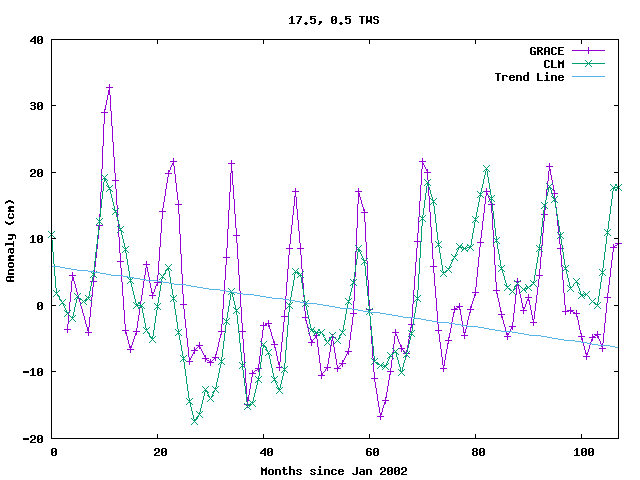 17.5, 0.5 TWS
GRACE
CLM
Trend Line
Anomaly (cm)
40
30
20
10
0
-10
-20
0 20 40 60 80 100
Months since Jan 2002